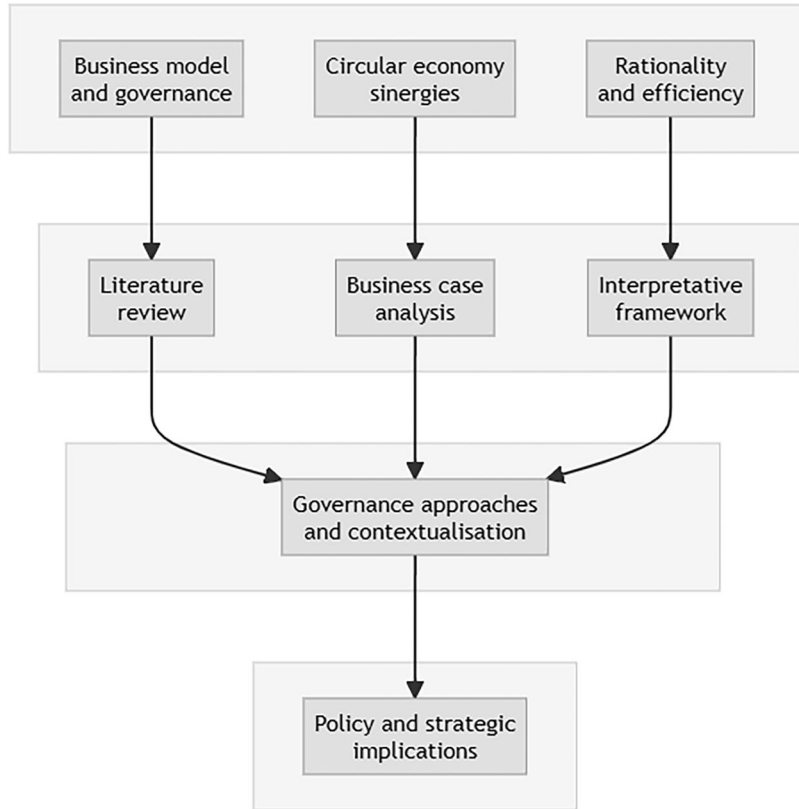 Business model
and governance
Circular economy
sinergies
Rationality
and efficiency
Literature
review
Business case
analysis
Interpretative
framework
Governance approaches
and contextualisation
Policy and strategic
implications